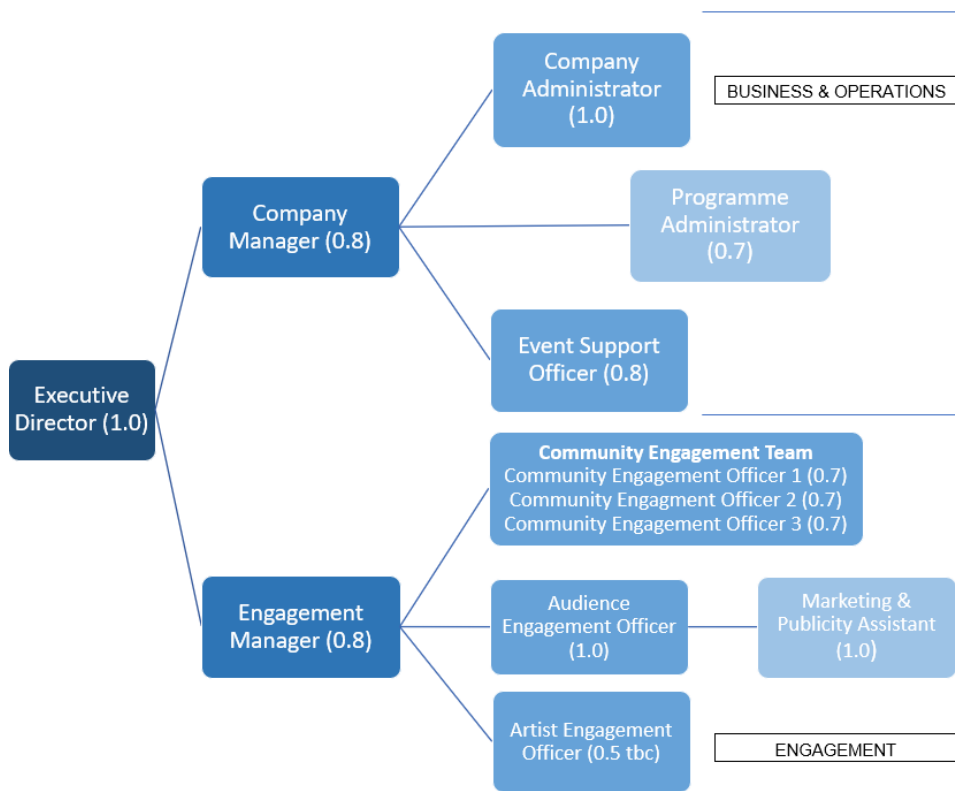 Company
Administrator
(1.0)
BUSINESS & OPERATIONS
Programme
Administrator
(0.7)
Company
Manager (0.8)
Event Support
Officer (0.8)
Executive
Director (1.0)
Community Engagement Team
Community Engagement Officer 1 (0.7)
Community Engagment Officer 2 (0.7)
Community Engagement Officer 3 (0.7)
Engagement
Manager (0.8)
Audience
Engagement Officer
(1.0)
Marketing &
Publicity Assistant
(1.0)
Artist Engagement
Officer (0.5 tbc)
ENGAGEMENT